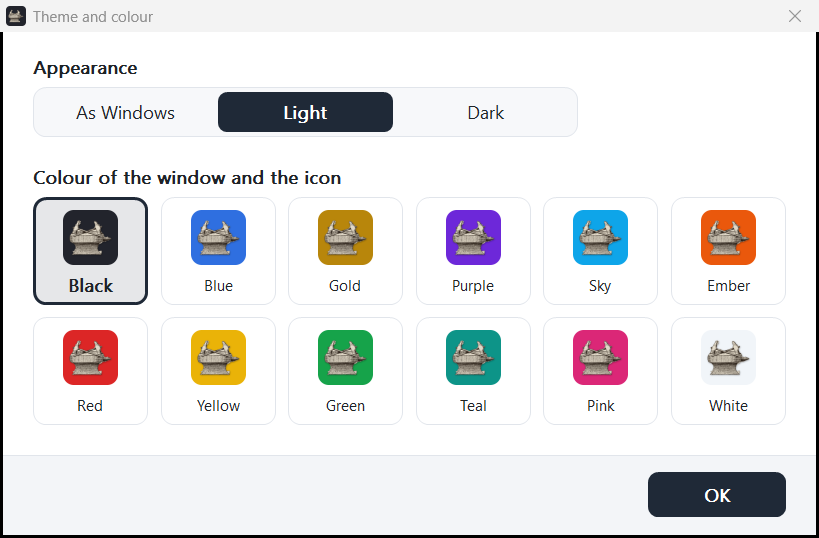 Theme and colour
Appearance
As Windows
Light
Dark
Colour of the window and the icon
Black
Blue
Gold
Purple
Sky
Ember
Red
Yellow
Green
Teal
Pink
White
OK